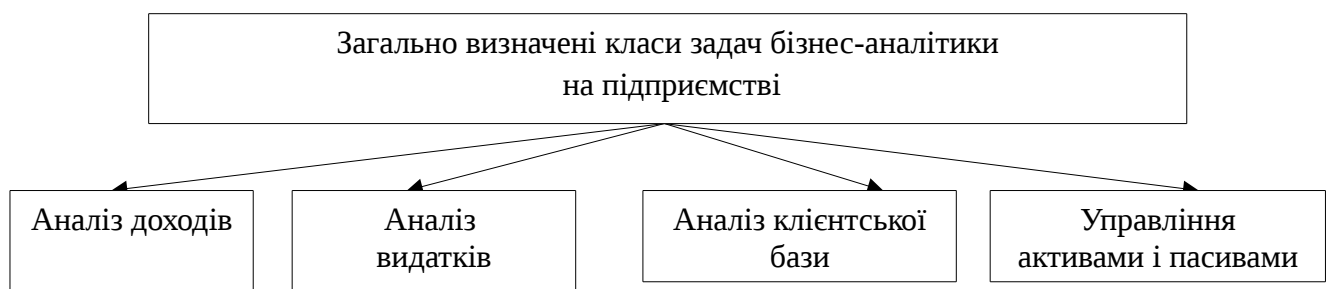 Загально визначені класи задач бізнес-аналітики
на підприємстві
Аналіз доходів
Аналіз
видатків
Аналіз клієнтської
бази
Управління
активами і пасивами